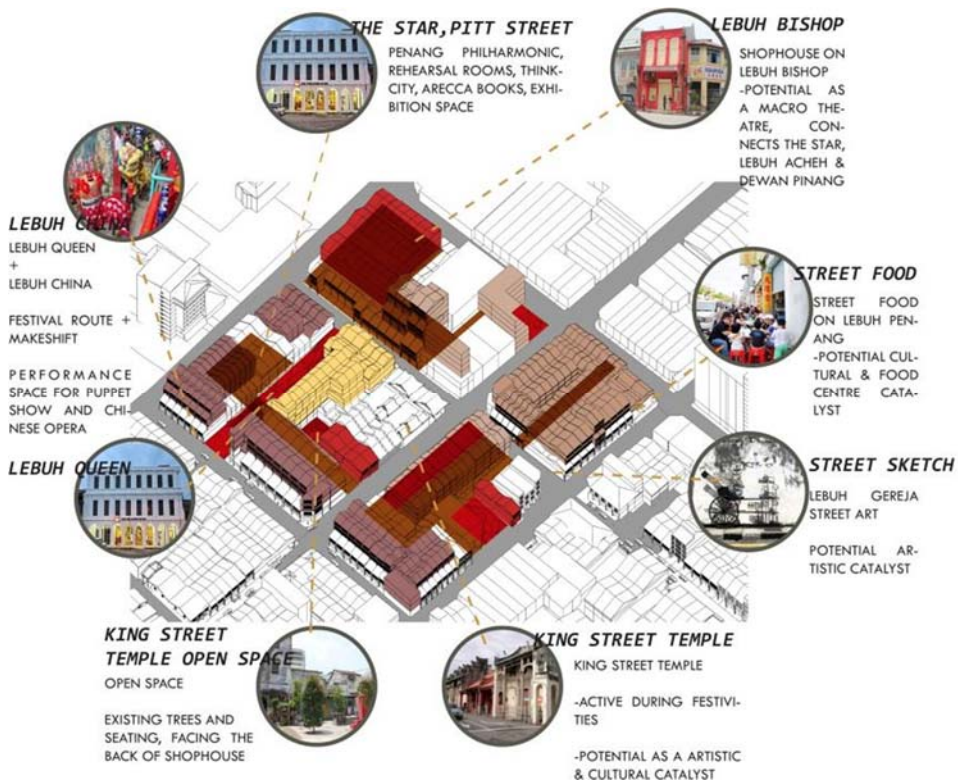 THE STAR,PITT STREET
PENANG PHILHARMONIC,
REHEARSAL ROOMS, THINK-
CITY, ARECCA BOOKS, EXHI-
BITION SPACE
LEBUH BISHOP
SHOPHOUSE ON
LEBUH BISHOP
-POTENTIAL AS
A MACRO THE-
ATRE, CON-
NECTS THE STAR,
LEBUH ACHEH &
DEWAN PINANG
LEBUH CHINA
LEBUH QUEEN
+
LEBUH CHINA
FESTIVAL ROUTE +
MAKESHIFT
PERFORMANCE
SPACE FOR PUPPET
SHOW AND CHI-
NESE OPERA
LEBUH QUEEN
STREET FOOD
STREET FOOD
ON LEBUH PEN-
ANG
-POTENTIAL CUL-
TURAL & FOOD
CENTRE CATA-
LYST
STREET SKETCH
LEBUH GEREJA
STREET ART
POTENTIAL AR-
TISTIC CATALYST
KING STREET
TEMPLE OPEN SPACE
OPEN SPACE
EXISTING TREES AND
SEATING, FACING THE
BACK OF SHOPHOUSE
KING STREET TEMPLE
KING STREET TEMPLE
-ACTIVE DURING FESTIVI-
TIES
-POTENTIAL AS A ARTISTIC
& CULTURAL CATALYST